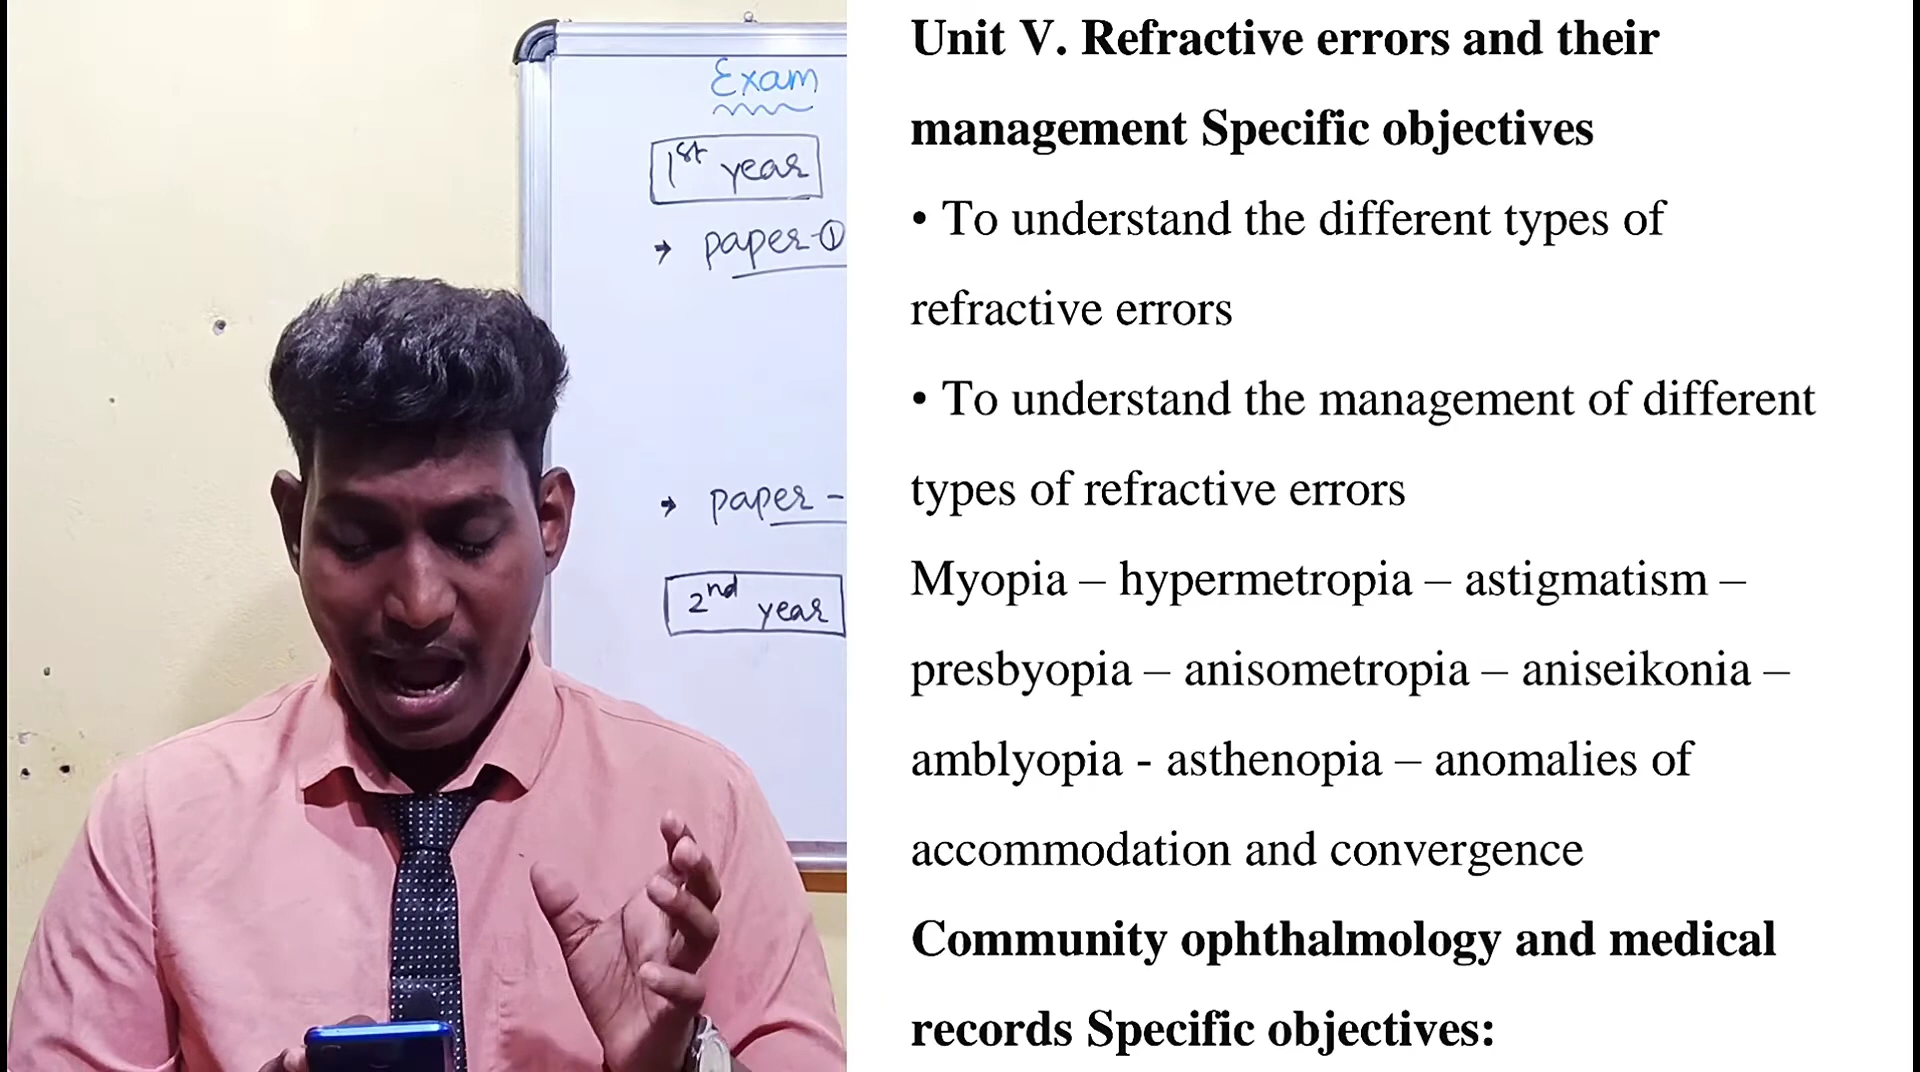 Exam
1st year
→ paper-①
→ paper -
2nd year
Unit V. Refractive errors and their
management Specific objectives
• To understand the different types of
refractive errors
• To understand the management of different
types of refractive errors
Myopia – hypermetropia – astigmatism –
presbyopia – anisometropia – aniseikonia –
amblyopia - asthenopia – anomalies of
accommodation and convergence
Community ophthalmology and medical
records Specific objectives: